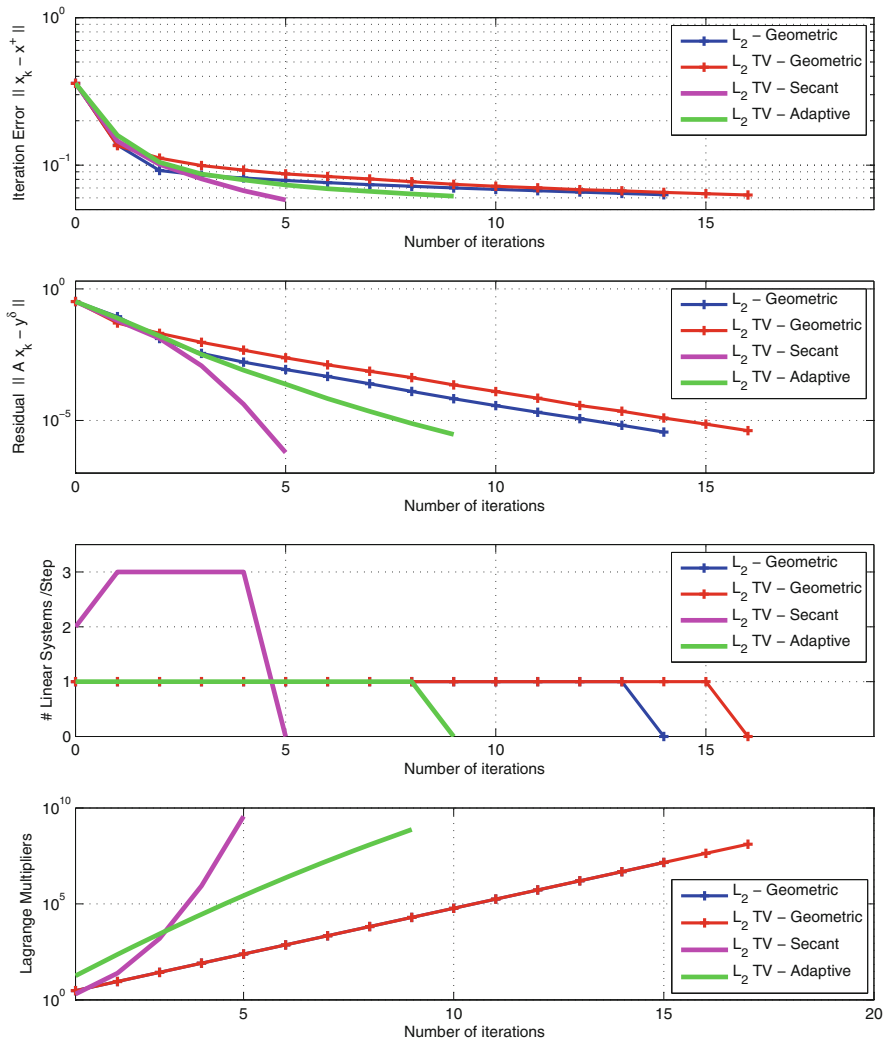 10^0
10^-1
Iteration Error || x_k – x^+ ||
L_2 – Geometric
L_2 TV – Geometric
L_2 TV – Secant
L_2 TV – Adaptive
0 5 10 15
Number of iterations
10^0
10^-5
Residual || A x_k – y^δ ||
L_2 – Geometric
L_2 TV – Geometric
L_2 TV – Secant
L_2 TV – Adaptive
0 5 10 15
Number of iterations
3
2
1
0
# Linear Systems /Step
L_2 – Geometric
L_2 TV – Geometric
L_2 TV – Secant
L_2 TV – Adaptive
0 5 10 15
Number of iterations
10^10
10^5
10^0
Lagrange Multipliers
L_2 – Geometric
L_2 TV – Geometric
L_2 TV – Secant
L_2 TV – Adaptive
5 10 15 20
Number of iterations